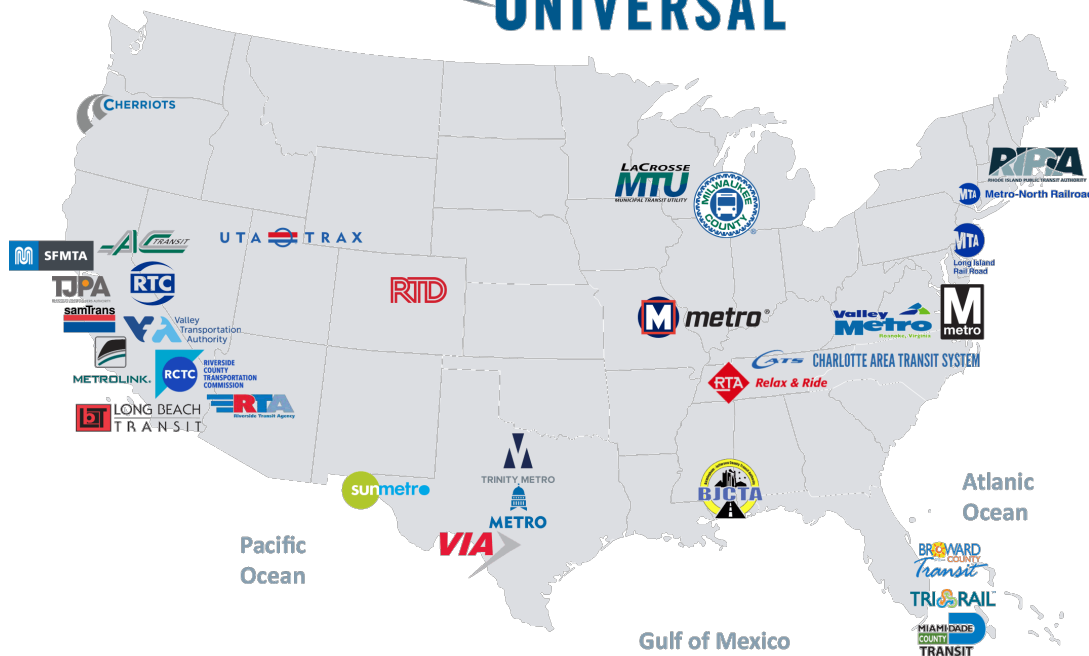 UNIVERSAL
CHERRIOTS
LACROSSE
MTU
MUNICIPAL TRANSIT UTILITY
MILWAUKEE
COUNTY
RIPTA
RHODE ISLAND PUBLIC TRANSIT AUTHORITY
MTA Metro-North Railroad
MTA
Long Island
Rail Road
UTA TRAX
AC TRANSIT
SFMTA
TJPA
RTC
samTrans
VTA
Valley
Transportation
Authority
METROLINK.
RCTC
RIVERSIDE
COUNTY
TRANSPORTATION
COMMISSION
RTA
Riverside Transit Agency
LBT
LONG BEACH
TRANSIT
RTD
M metro
Valley
Metro
Roanoke, Virginia
M
metro
CATS CHARLOTTE AREA TRANSIT SYSTEM
RTA Relax & Ride
sunmetro
TRINITY METRO
METRO
VIA
BJCTA
Atlanic
Ocean
Pacific
Ocean
BROWARD
COUNTY
Transit
TRI RAIL
MIAMI-DADE
COUNTY
TRANSIT
Gulf of Mexico